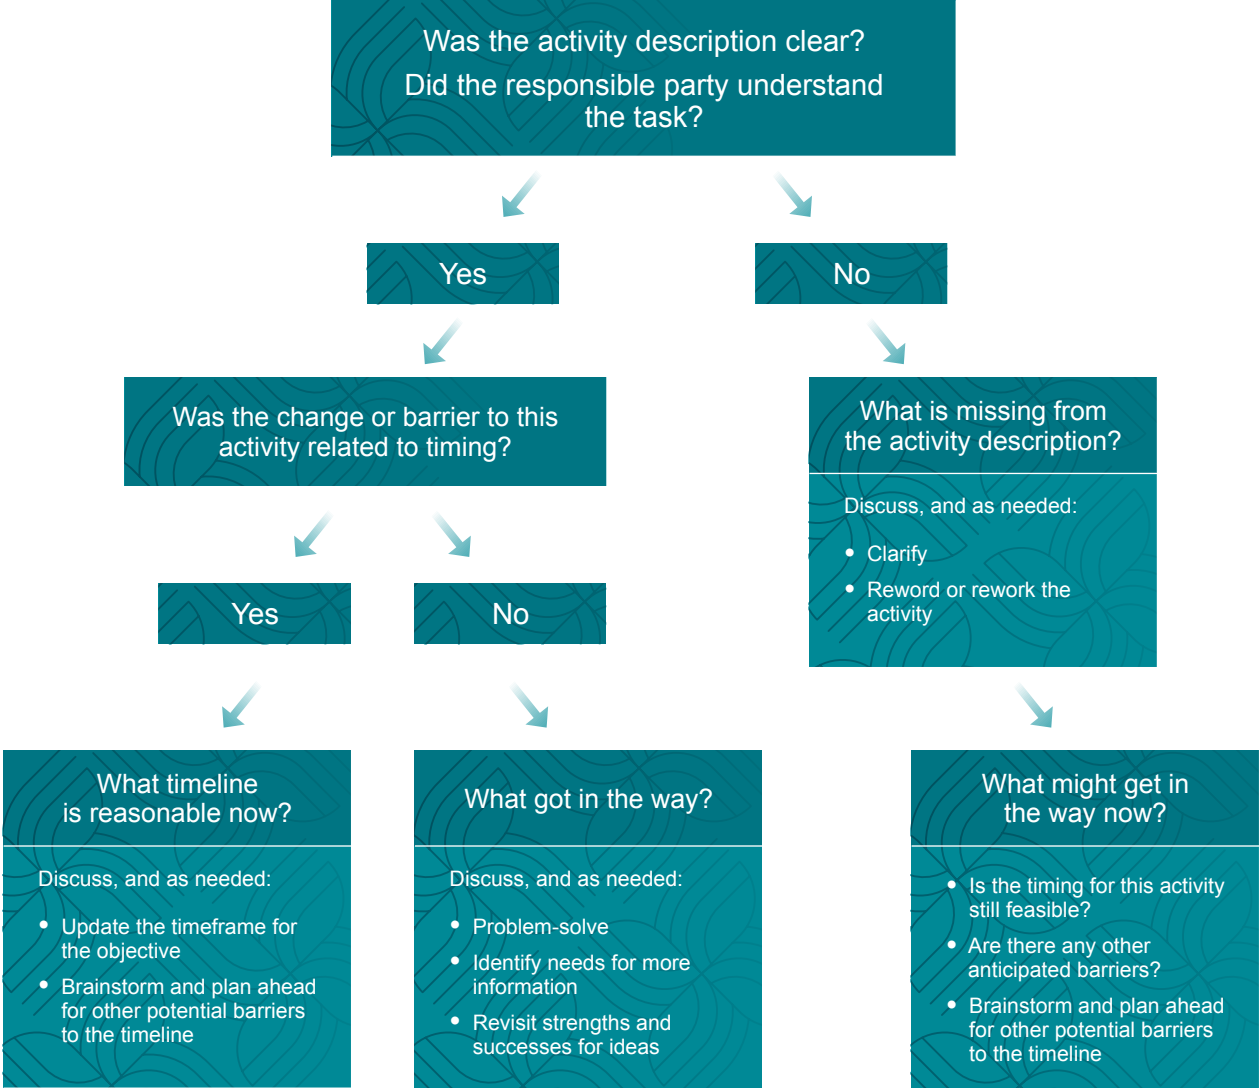 Was the activity description clear?
Did the responsible party understand
the task?
Yes
No
Was the change or barrier to this
activity related to timing?
What is missing from
the activity description?
Discuss, and as needed:
• Clarify
• Reword or rework the
activity
Yes
No
What timeline
is reasonable now?
Discuss, and as needed:
• Update the timeframe for
the objective
• Brainstorm and plan ahead
for other potential barriers
to the timeline
What got in the way?
Discuss, and as needed:
• Problem-solve
• Identify needs for more
information
• Revisit strengths and
successes for ideas
What might get in
the way now?
• Is the timing for this activity
still feasible?
• Are there any other
anticipated barriers?
• Brainstorm and plan ahead
for other potential barriers
to the timeline